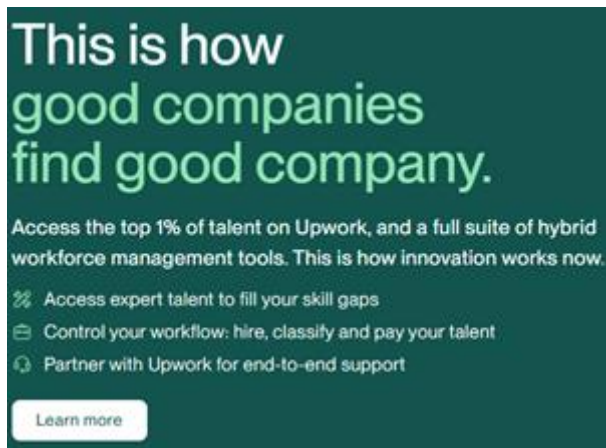 This is how
good companies
find good company.
Access the top 1% of talent on Upwork, and a full suite of hybrid
workforce management tools. This is how innovation works now.
Access expert talent to fill your skill gaps
Control your workflow: hire, classify and pay your talent
Partner with Upwork for end-to-end support
Learn more